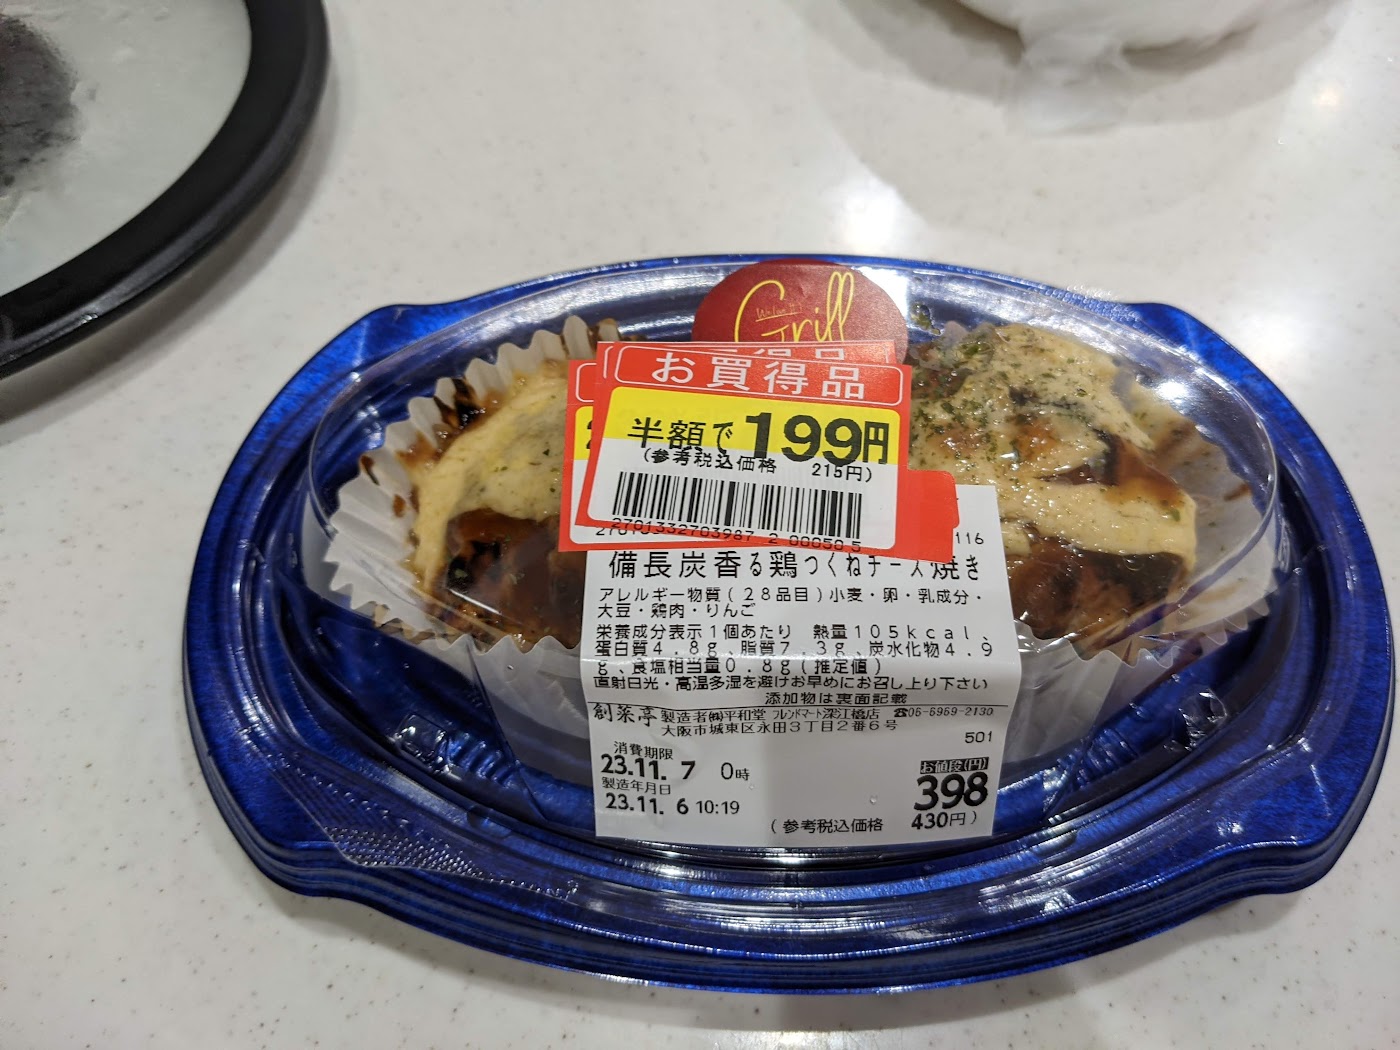 Grill
お買得品
半額で199円
(参考税込価格 215円)
2701332703987 2 00050 5
116
備長炭香る鶏つくねチーズ焼き
アレルギー物質(28品目)小麦・卵・乳成分・
大豆・鶏肉・りんご
栄養成分表示1個あたり 熱量105kcal、
蛋白質4.8g、脂質7.3g、炭水化物4.9
g、食塩相当量0.8g(推定値)
直射日光・高温多湿を避けお早めにお召し上り下さい
添加物は裏面記載
創菜亭 製造者㈱平和堂 フレンドマート深江橋店 ☎06-6969-2130
大阪市城東区永田3丁目2番6号
501
消費期限
23.11. 7 0時
製造年月日
23.11. 6 10:19
お値段(円)
398
(参考税込価格 430円)